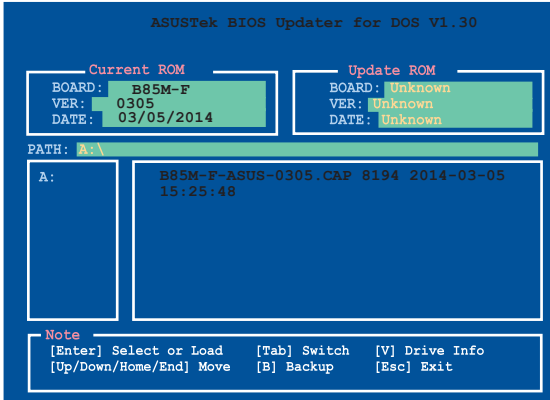 ASUSTek BIOS Updater for DOS V1.30
Current ROM
BOARD: B85M-F
VER: 0305
DATE: 03/05/2014
Update ROM
BOARD: Unknown
VER: Unknown
DATE: Unknown
PATH: A:\
A:
B85M-F-ASUS-0305.CAP 8194 2014-03-05
15:25:48
Note
[Enter] Select or Load [Tab] Switch [V] Drive Info
[Up/Down/Home/End] Move [B] Backup [Esc] Exit